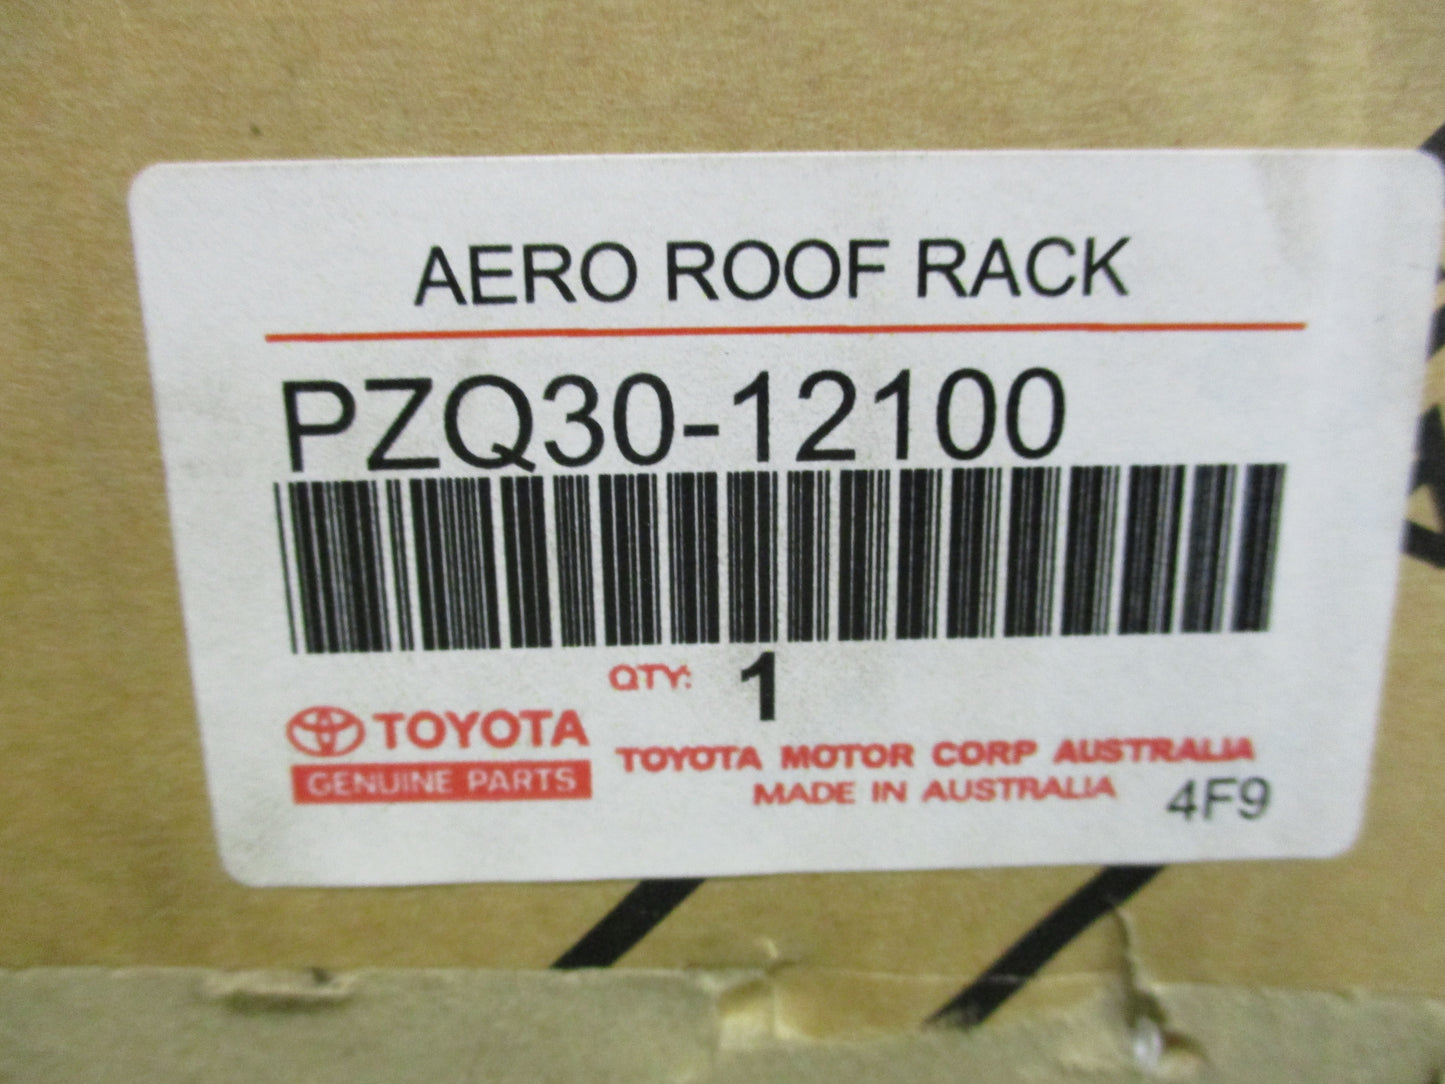 AERO ROOF RACK
PZQ30-12100
QTY: 1
TOYOTA
GENUINE PARTS
TOYOTA MOTOR CORP AUSTRALIA
MADE IN AUSTRALIA
4F9